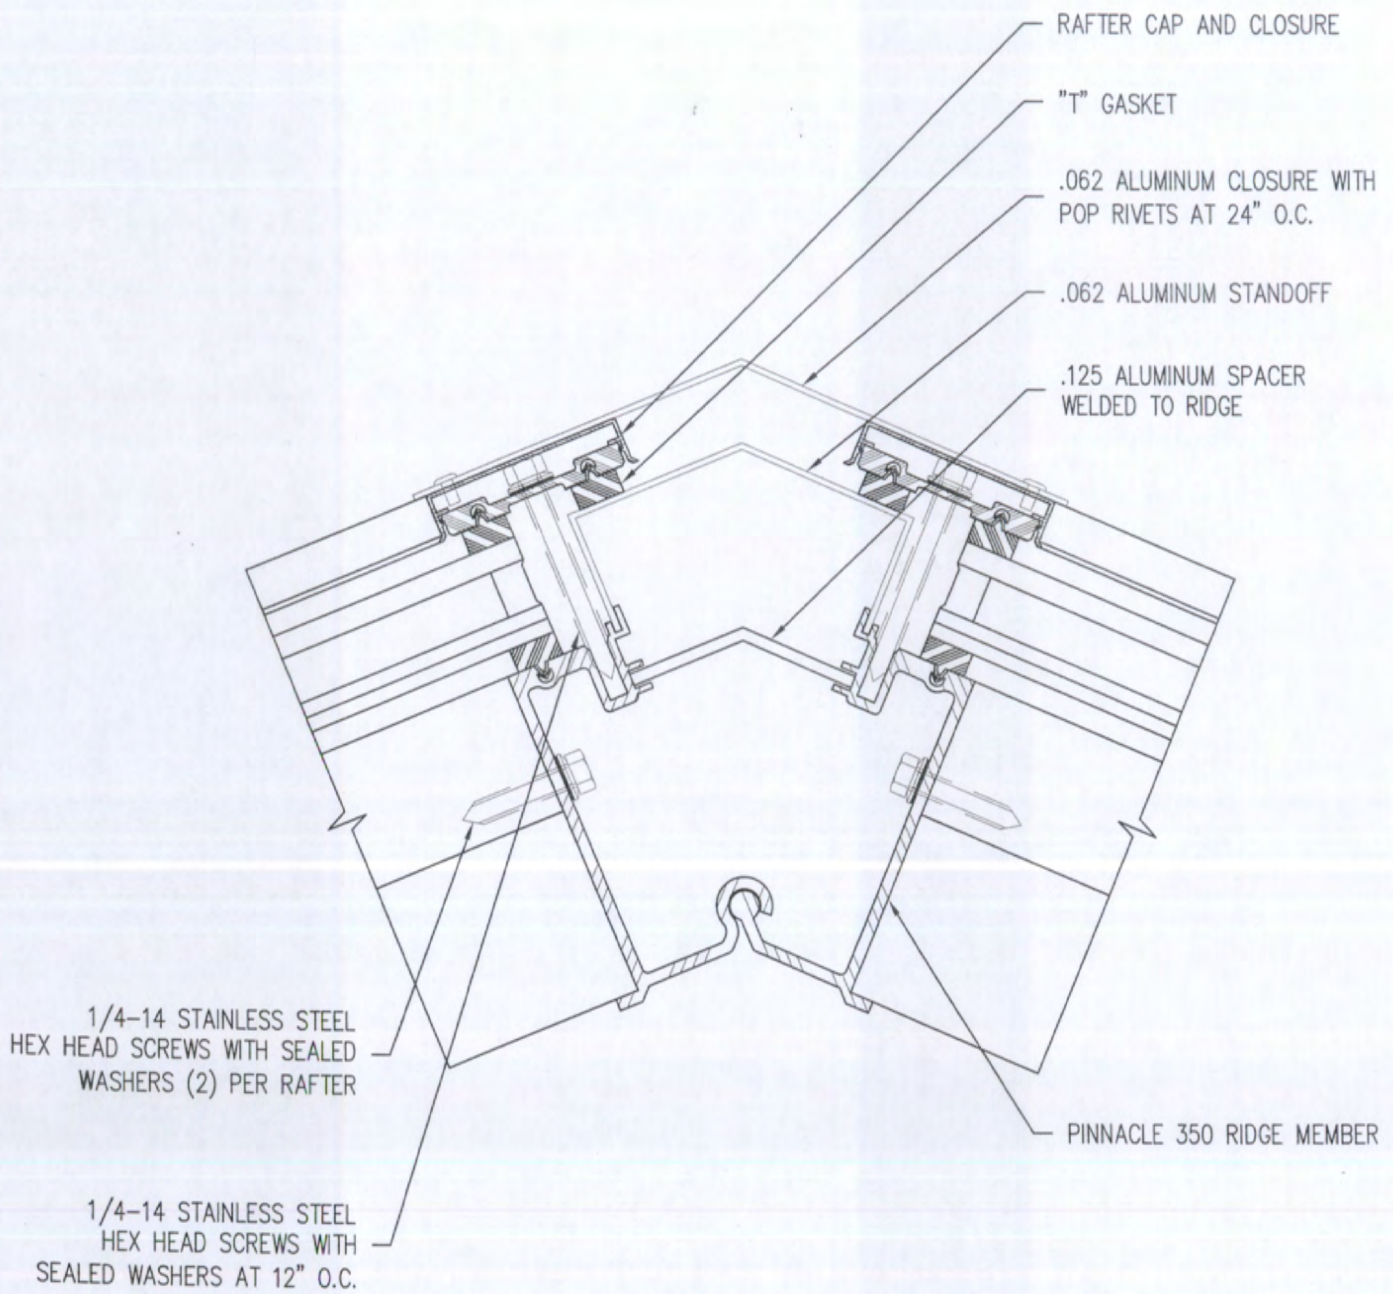 RAFTER CAP AND CLOSURE
"T" GASKET
.062 ALUMINUM CLOSURE WITH
POP RIVETS AT 24" O.C.
.062 ALUMINUM STANDOFF
.125 ALUMINUM SPACER
WELDED TO RIDGE
1/4-14 STAINLESS STEEL
HEX HEAD SCREWS WITH SEALED
WASHERS (2) PER RAFTER
PINNACLE 350 RIDGE MEMBER
1/4-14 STAINLESS STEEL
HEX HEAD SCREWS WITH
SEALED WASHERS AT 12" O.C.